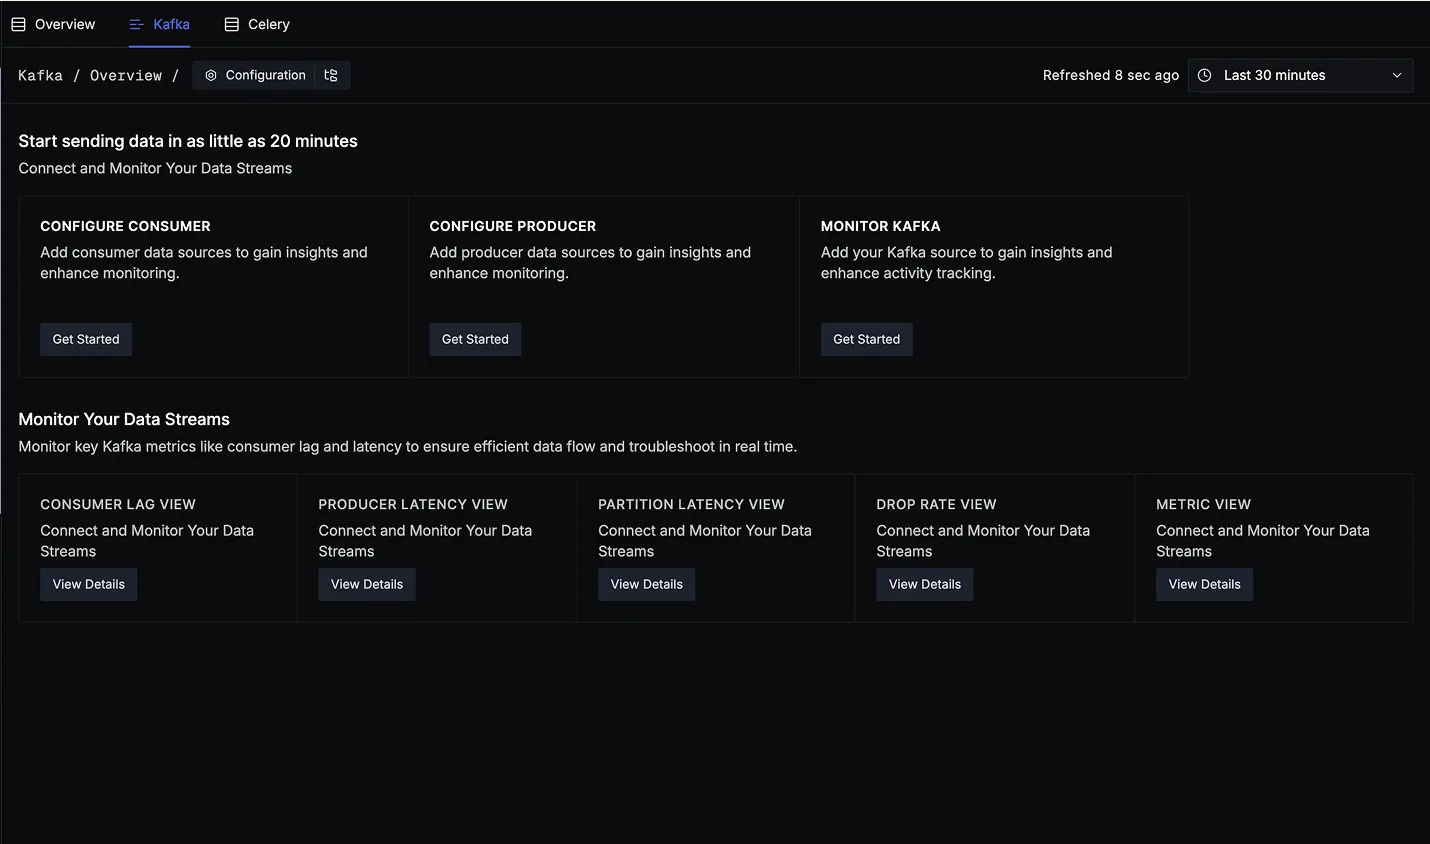 Overview
Kafka
Celery
Kafka / Overview /
Configuration
Refreshed 8 sec ago
Last 30 minutes
Start sending data in as little as 20 minutes
Connect and Monitor Your Data Streams
CONFIGURE CONSUMER
Add consumer data sources to gain insights and
enhance monitoring.
Get Started
CONFIGURE PRODUCER
Add producer data sources to gain insights and
enhance monitoring.
Get Started
MONITOR KAFKA
Add your Kafka source to gain insights and
enhance activity tracking.
Get Started
Monitor Your Data Streams
Monitor key Kafka metrics like consumer lag and latency to ensure efficient data flow and troubleshoot in real time.
CONSUMER LAG VIEW
Connect and Monitor Your Data
Streams
View Details
PRODUCER LATENCY VIEW
Connect and Monitor Your Data
Streams
View Details
PARTITION LATENCY VIEW
Connect and Monitor Your Data
Streams
View Details
DROP RATE VIEW
Connect and Monitor Your Data
Streams
View Details
METRIC VIEW
Connect and Monitor Your Data
Streams
View Details